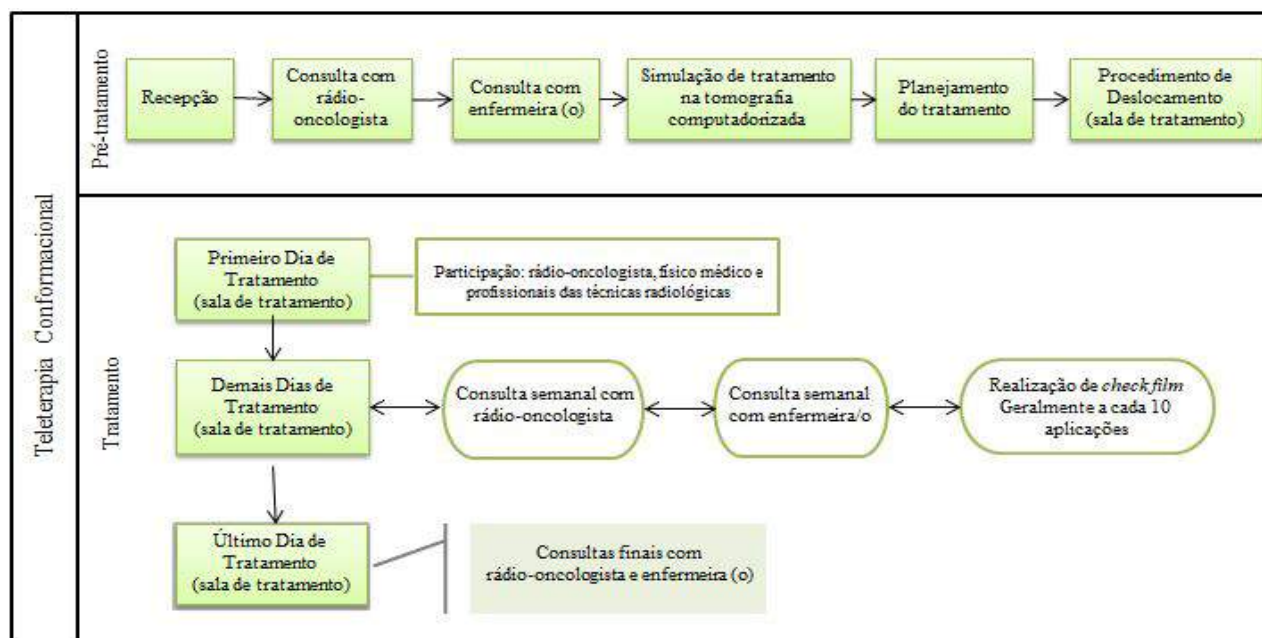 Teleterapia Conformacional
Pré-tratamento
Recepção
Consulta com
rádio-
oncologista
Consulta com
enfermeira (o)
Simulação de tratamento
na tomografia
computadorizada
Planejamento
do tratamento
Procedimento de
Deslocamento
(sala de tratamento)
Tratamento
Primeiro Dia de
Tratamento
(sala de tratamento)
Participação: rádio-oncologista, físico médico e
profissionais das técnicas radiológicas
Demais Dias de
Tratamento
(sala de tratamento)
Consulta semanal com
rádio-oncologista
Consulta semanal
com enfermeira/o
Realização de check film
Geralmente a cada 10
aplicações
Último Dia de
Tratamento
(sala de tratamento)
Consultas finais com
rádio-oncologista e enfermeira (o)